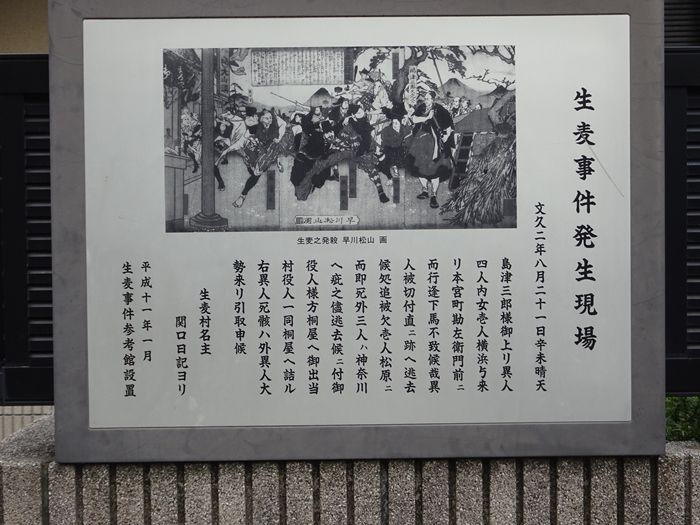 生麦事件発生現場
文久二年八月二十一日辛未晴天
島津三郎様御上リ異人
四人内女壱人横浜ゟ来
リ本宮町勘左衛門前ニ
而行逢下馬不致候哉異
人被切付直ニ跡へ逃去
候処追被欠壱人松原ニ
而即死外三人ハ神奈川
へ疵之儘逃去候ニ付御
役人様方桐屋へ御出当
村役人一同桐屋へ詰ル
右異人死骸ハ外異人大
勢来リ引取申候
生麦村名主
関口日記ヨリ
平成十一年一月
生麦事件参考館設置
早川松山画
生麦之発殺 早川松山 画